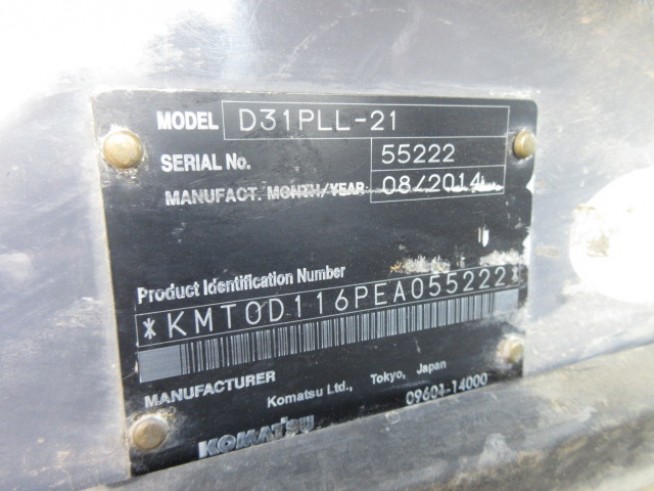 MODEL D31PLL-21
SERIAL No. 55222
MANUFACT. MONTH/YEAR 08/2014
Product Identification Number
*KMT0D116PEA055222*
MANUFACTURER
Komatsu Ltd., Tokyo, Japan
09604-14000
KOMATSU